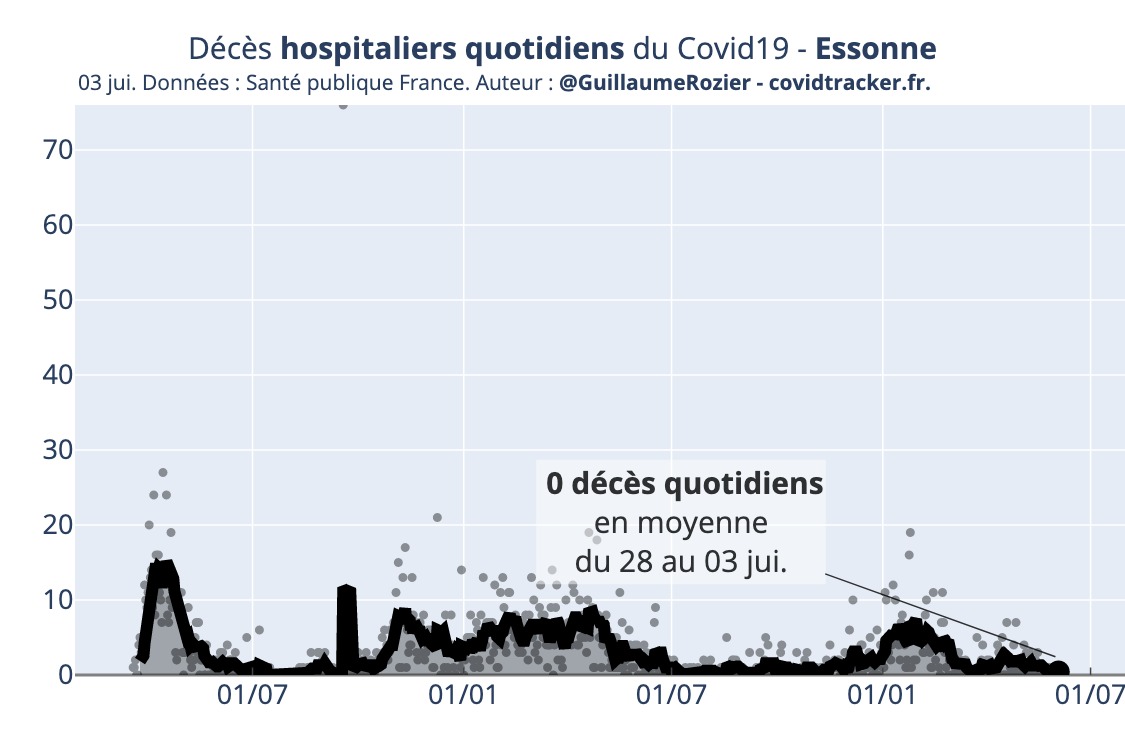 Décès hospitaliers quotidiens du Covid19 - Essonne
03 jui. Données : Santé publique France. Auteur : @GuillaumeRozier - covidtracker.fr.
70
60
50
40
30
20
10
0
0 décès quotidiens
en moyenne
du 28 au 03 jui.
01/07 01/01 01/07 01/01 01/07